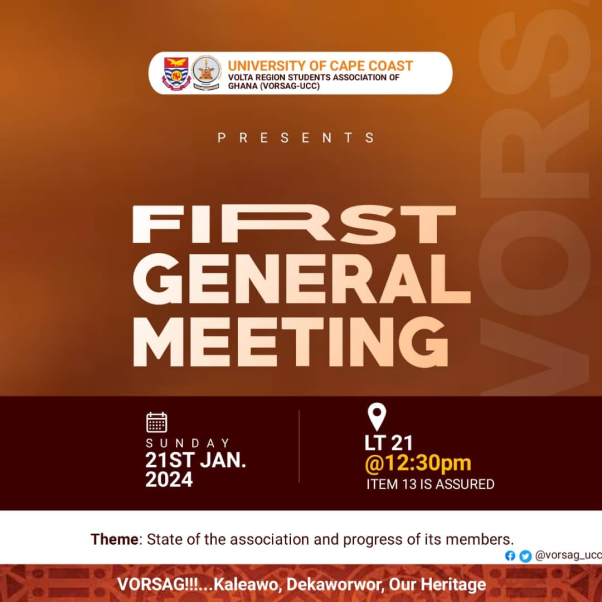 UNIVERSITY OF CAPE COAST
VOLTA REGION STUDENTS ASSOCIATION OF
GHANA (VORSAG-UCC)
PRESENTS
FIRST
GENERAL
MEETING
VORS
SUNDAY
21ST JAN.
2024
LT 21
@12:30pm
ITEM 13 IS ASSURED
Theme: State of the association and progress of its members.
@vorsag_ucc
VORSAG!!!...Kaleawo, Dekaworwor, Our Heritage